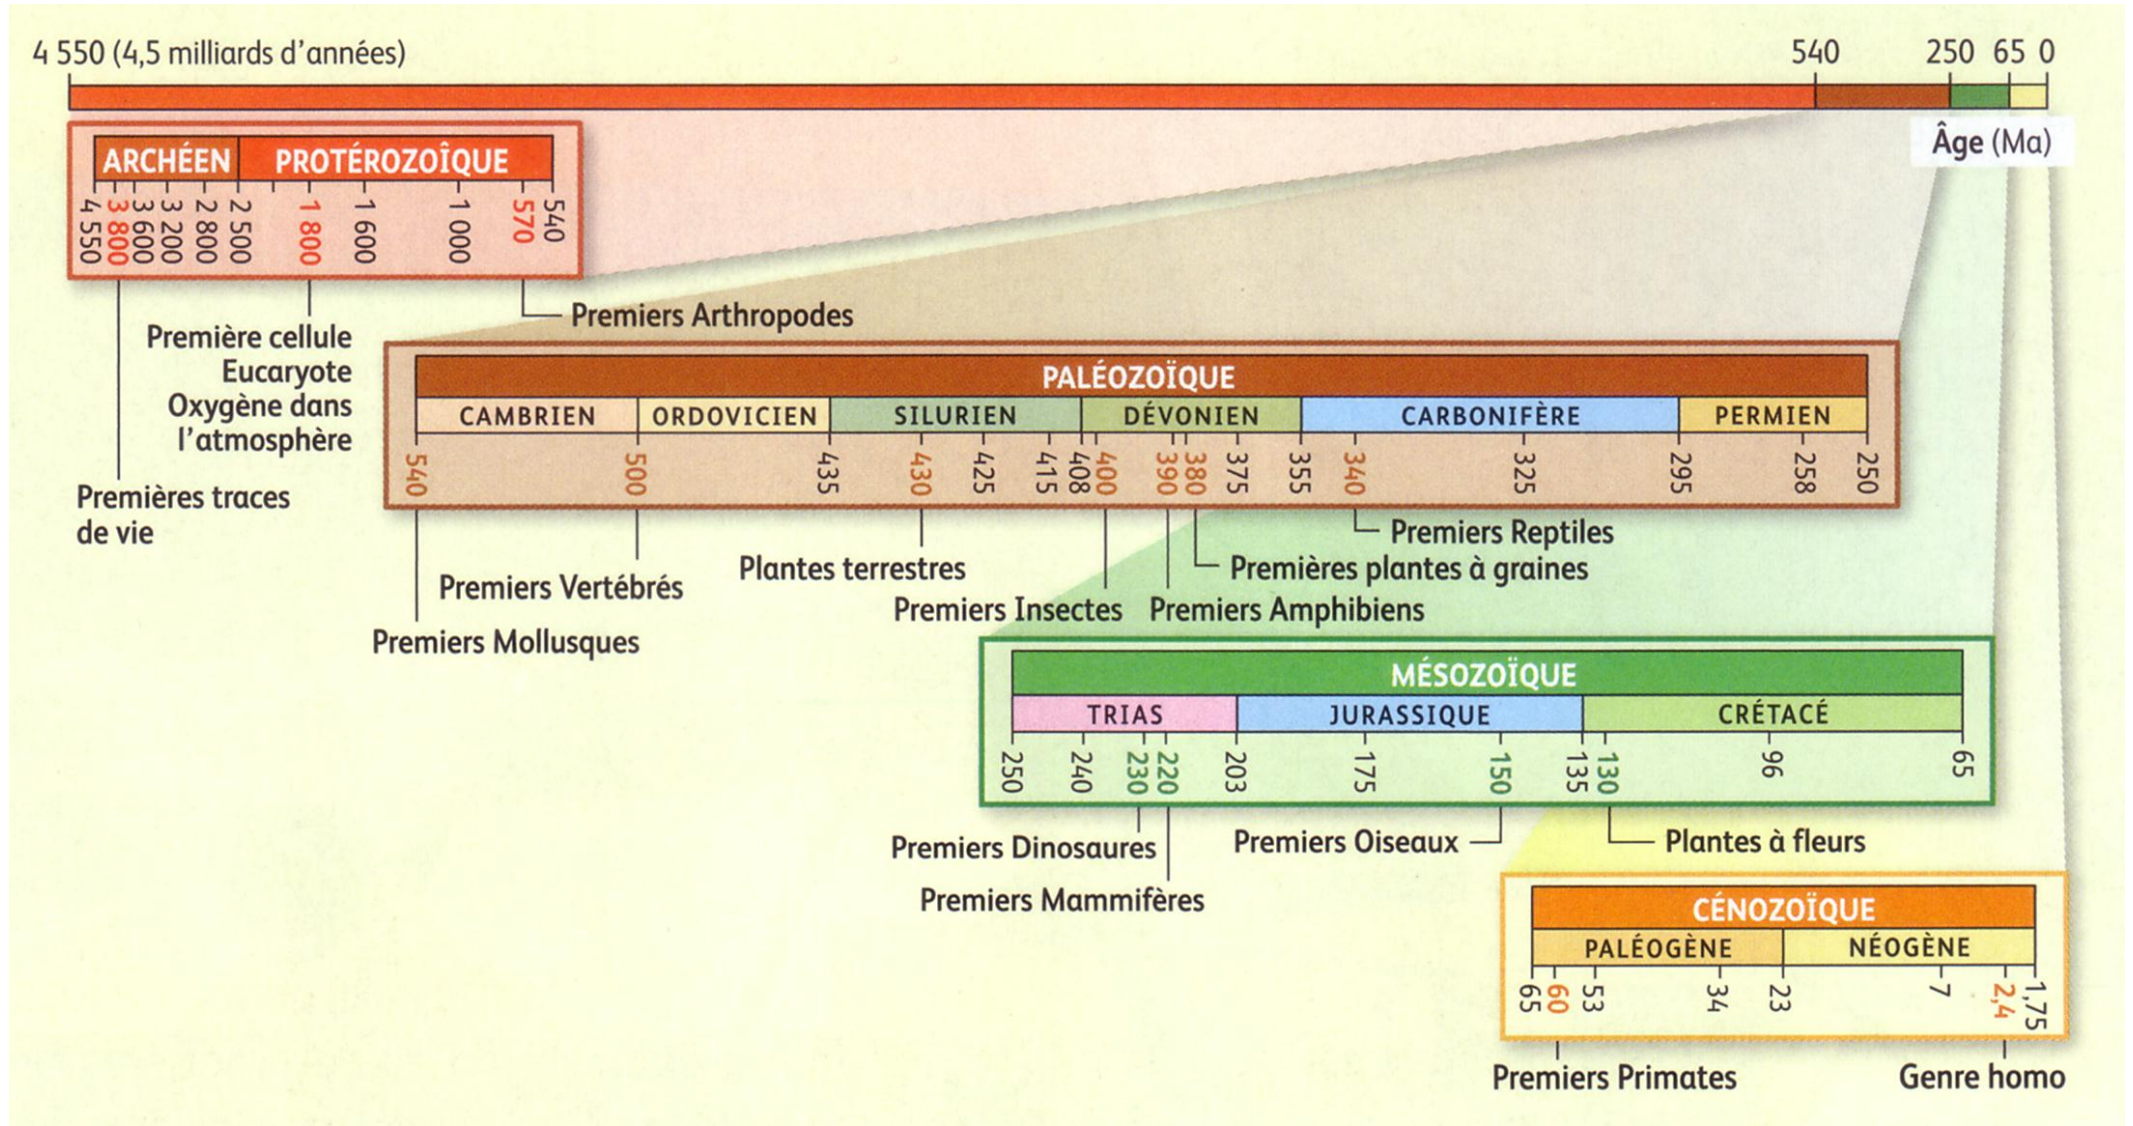 4 550 (4,5 milliards d'années)
540
250
65
0
Âge (Ma)
ARCHÉEN
PROTÉROZOÎQUE
4 550
3 800
3 600
3 200
2 800
2 500
1 800
1 600
1 000
570
540
Premiers Arthropodes
Première cellule
Eucaryote
Oxygène dans
l'atmosphère
Premières traces
de vie
PALÉOZOÏQUE
CAMBRIEN
ORDOVICIEN
SILURIEN
DÉVONIEN
CARBONIFÈRE
PERMIEN
540
500
435
430
425
415
408
400
390
380
375
355
340
325
295
258
250
Premiers Reptiles
Plantes terrestres
Premières plantes à graines
Premiers Vertébrés
Premiers Insectes
Premiers Amphibiens
Premiers Mollusques
MÉSOZOÏQUE
TRIAS
JURASSIQUE
CRÉTACÉ
250
240
230
220
203
175
150
135
130
96
65
Premiers Dinosaures
Premiers Oiseaux
Plantes à fleurs
Premiers Mammifères
CÉNOZOÏQUE
PALÉOGÈNE
NÉOGÈNE
65
60
53
34
23
7
2,4
1,75
Premiers Primates
Genre homo